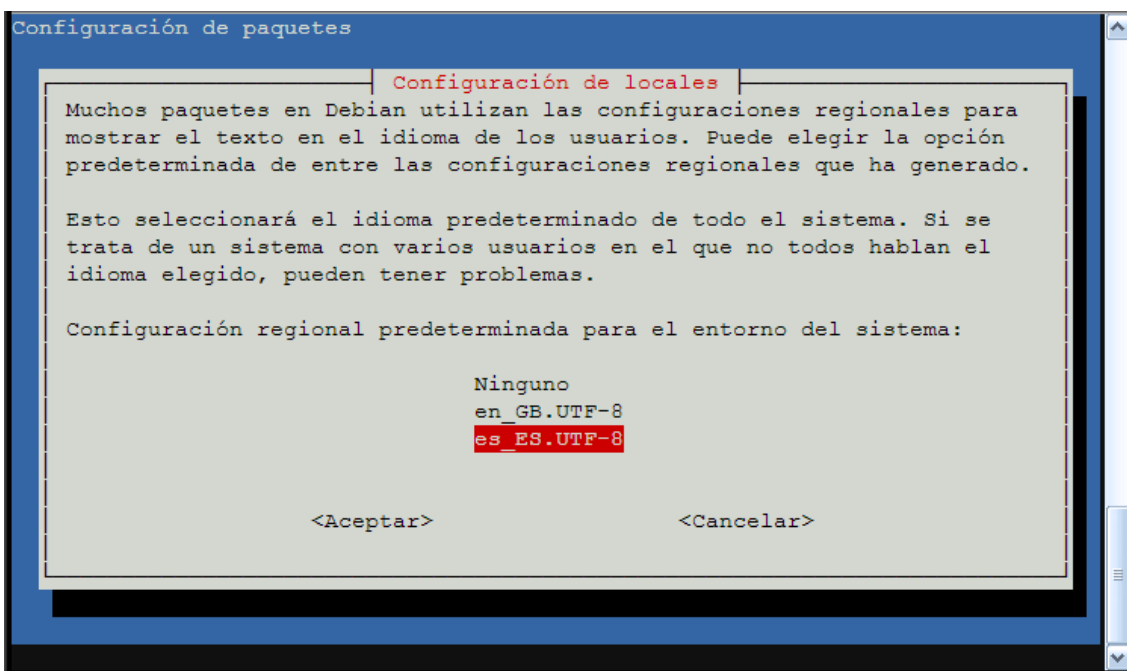 Configuración de paquetes
Configuración de locales
Muchos paquetes en Debian utilizan las configuraciones regionales para
mostrar el texto en el idioma de los usuarios. Puede elegir la opción
predeterminada de entre las configuraciones regionales que ha generado.
Esto seleccionará el idioma predeterminado de todo el sistema. Si se
trata de un sistema con varios usuarios en el que no todos hablan el
idioma elegido, pueden tener problemas.
Configuración regional predeterminada para el entorno del sistema:
Ninguno
en_GB.UTF-8
es_ES.UTF-8
<Aceptar> <Cancelar>